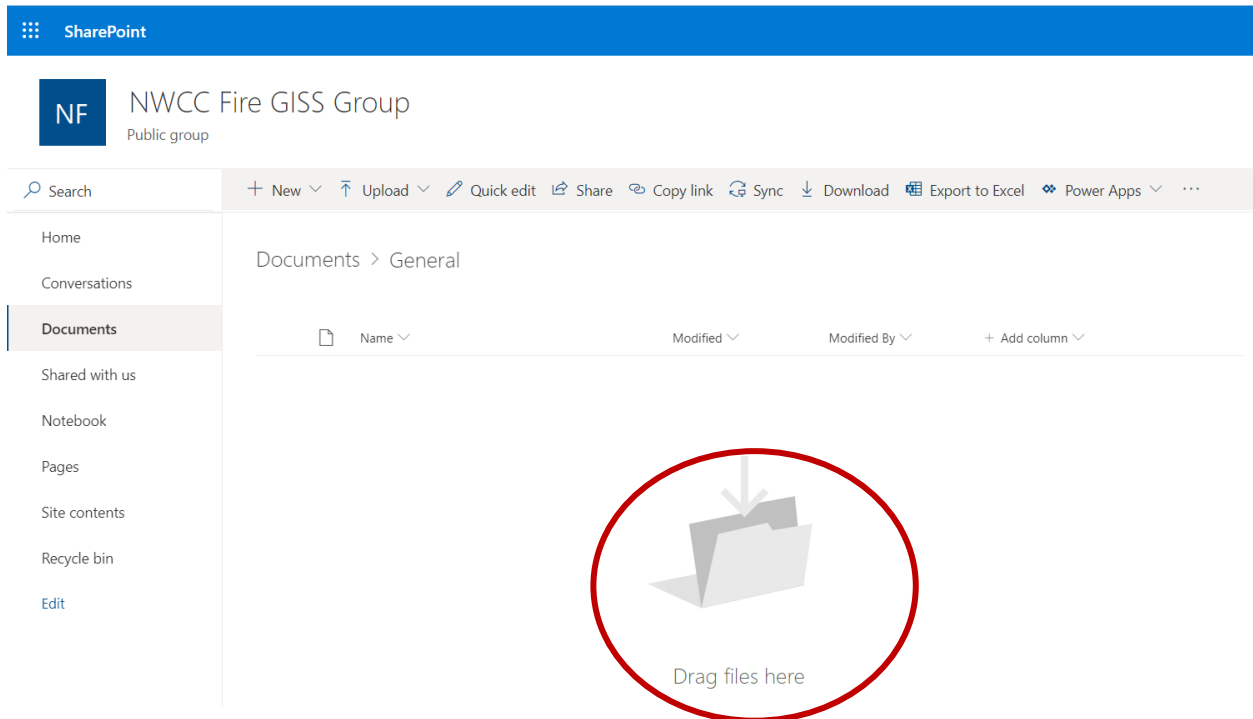 SharePoint
NF
NWCC Fire GISS Group
Public group
Search
New Upload Quick edit Share Copy link Sync Download Export to Excel Power Apps ...
Home
Conversations
Documents
Shared with us
Notebook
Pages
Site contents
Recycle bin
Edit
Documents > General
Name Modified Modified By + Add column
Drag files here